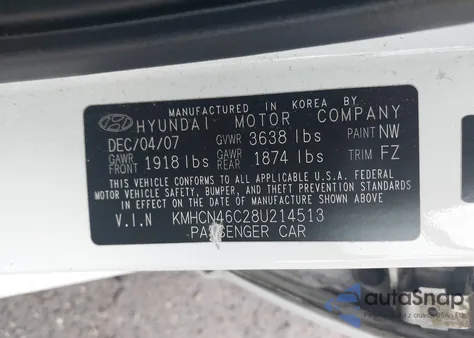 MANUFACTURED IN KOREA BY
HYUNDAI MOTOR COMPANY
DEC/04/07 GVWR 3638 lbs PAINT NW
GAWR FRONT 1918 lbs GAWR REAR 1874 lbs TRIM FZ
THIS VEHICLE CONFORMS TO ALL APPLICABLE U.S.A. FEDERAL
MOTOR VEHICLE SAFETY, BUMPER, AND THEFT PREVENTION STANDARDS
IN EFFECT ON THE DATE OF MANUFACTURE SHOWN ABOVE.
V.I.N KMHCN46C28U214513
PASSENGER CAR
autoSnap